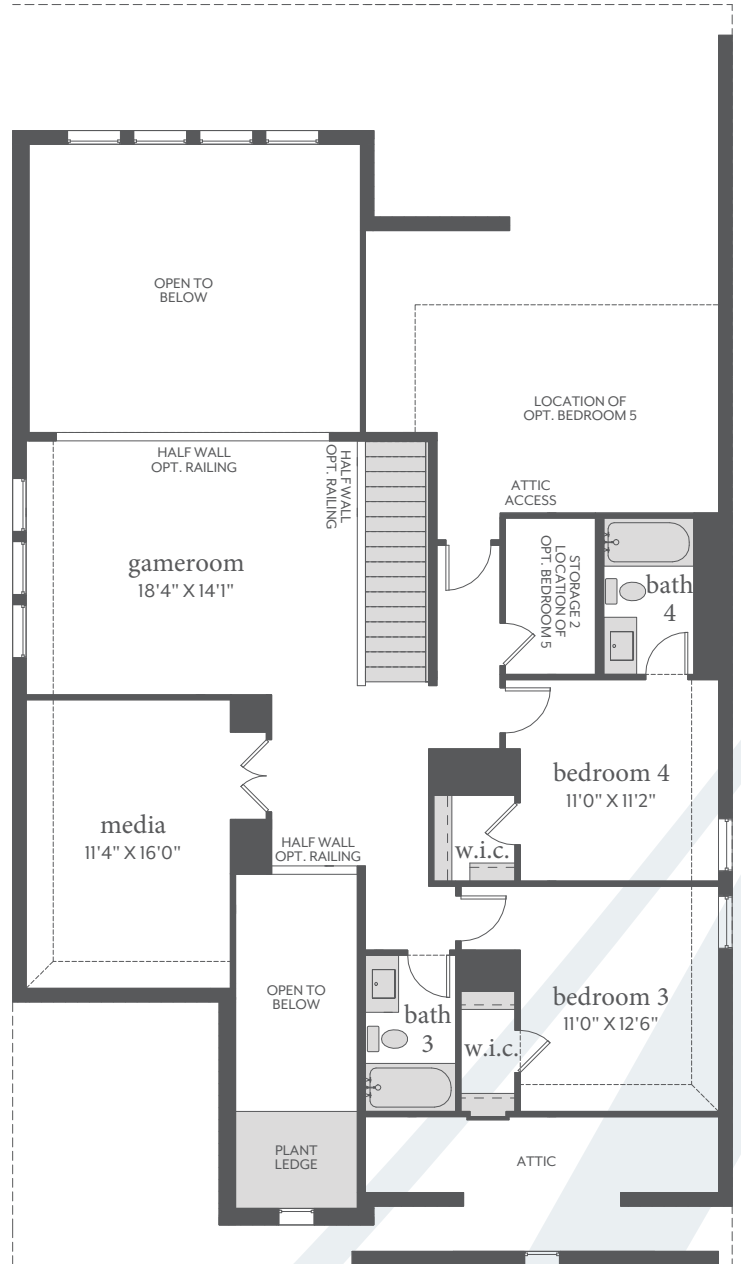 OPEN TO
BELOW
LOCATION OF
OPT. BEDROOM 5
HALF WALL
OPT. RAILING
HALF WALL
OPT. RAILING
ATTIC
ACCESS
gameroom
18'4" X 14'1"
STORAGE 2
LOCATION OF
OPT. BEDROOM 5
bath
4
bedroom 4
11'0" X 11'2"
media
11'4" X 16'0"
HALF WALL
OPT. RAILING
w.i.c.
OPEN TO
BELOW
bath
3
w.i.c.
bedroom 3
11'0" X 12'6"
PLANT
LEDGE
ATTIC